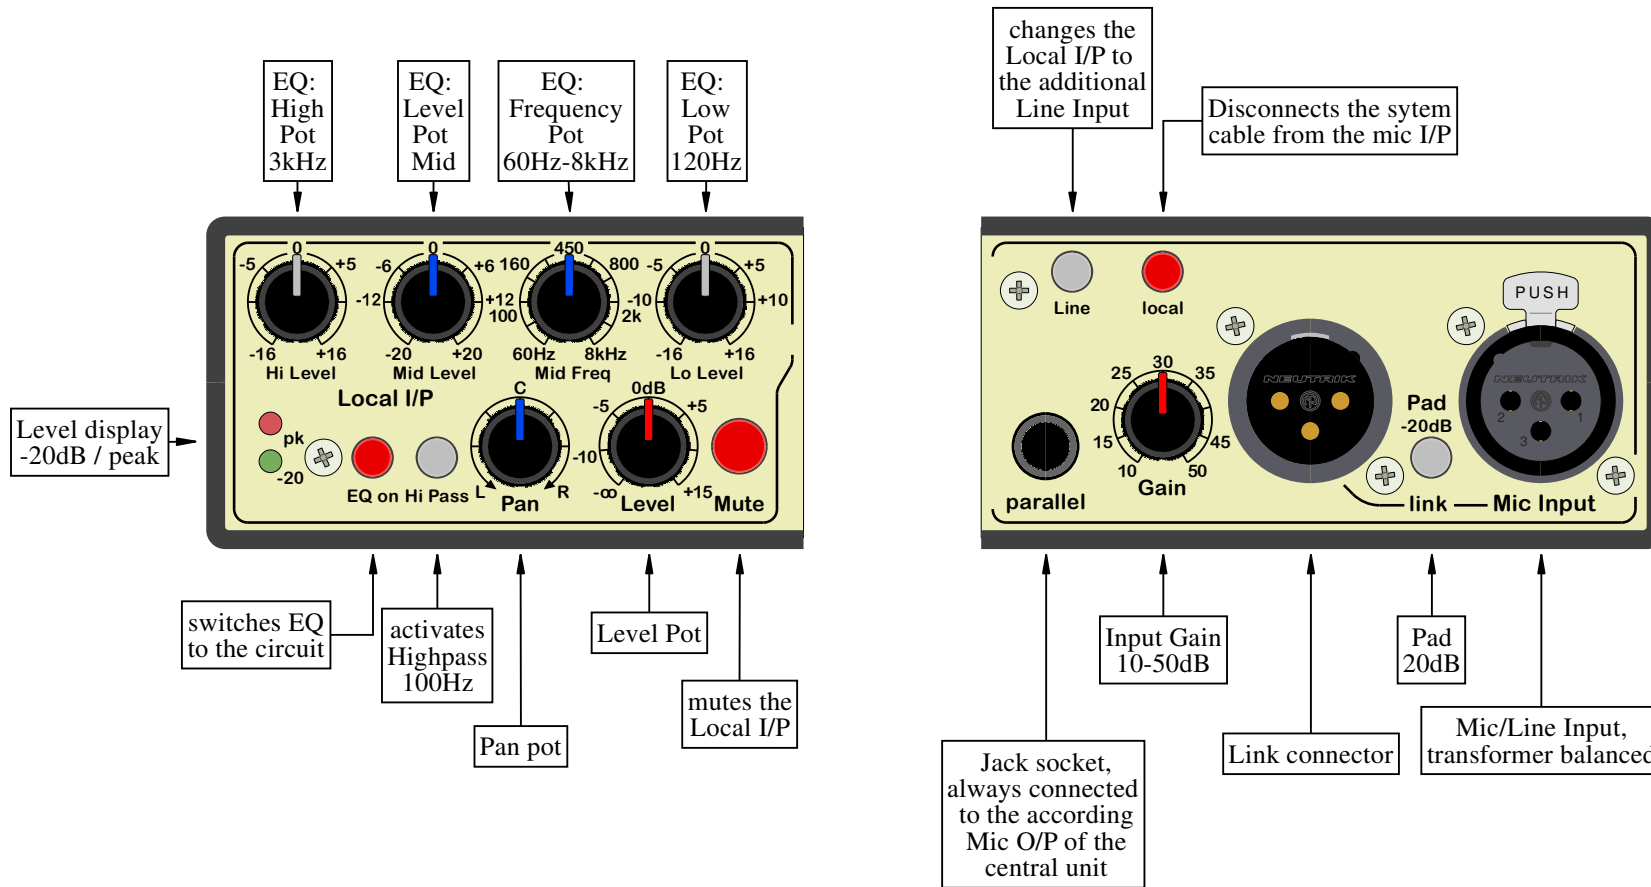 changes the
Local I/P to
the additional
Line Input
EQ:
High
Pot
3kHz
EQ:
Level
Pot
Mid
EQ:
Frequency
Pot
60Hz-8kHz
EQ:
Low
Pot
120Hz
Disconnects the sytem
cable from the mic I/P
0
-5
+5
-16
+16
Hi Level
0
-6
+6
-12
+12
-20
+20
Mid Level
450
160
800
100
2k
60Hz
8kHz
Mid Freq
0
-5
+5
-10
+10
-16
+16
Lo Level
Local I/P
Level display
-20dB / peak
pk
-20
EQ on
Hi Pass
C
L
R
Pan
0dB
-5
+5
-10
-∞
+15
Level
Mute
Line
local
PUSH
30
25
35
20
15
45
10
50
Gain
parallel
NEUTRIK
Pad
-20dB
NEUTRIK
2
1
3
link
Mic Input
switches EQ
to the circuit
activates
Highpass
100Hz
Pan pot
Level Pot
mutes the
Local I/P
Jack socket,
always connected
to the according
Mic O/P of the
central unit
Input Gain
10-50dB
Link connector
Pad
20dB
Mic/Line Input,
transformer balanced